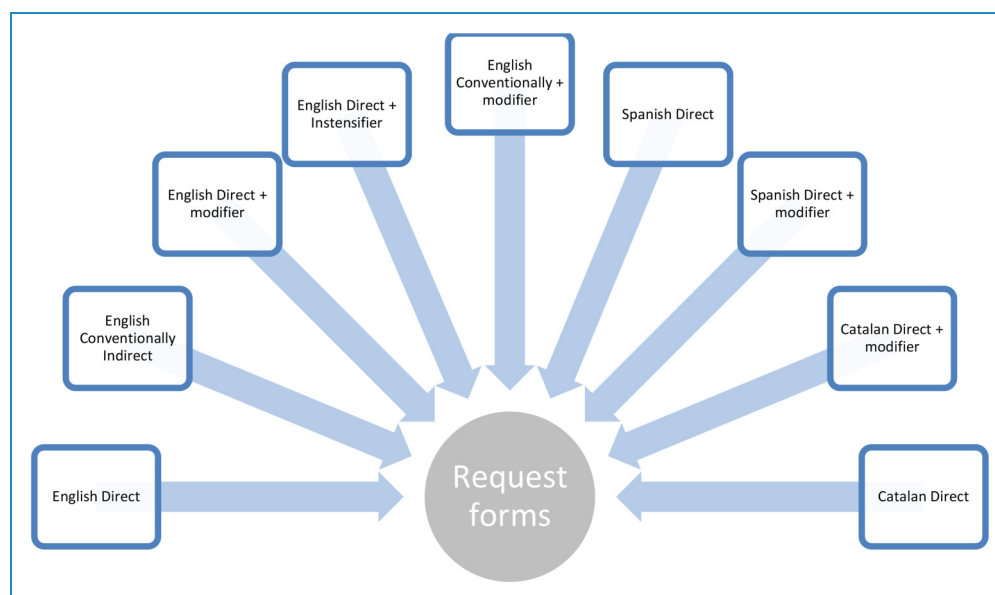 English
Conventionally +
modifier
English Direct +
Instensifier
Spanish Direct
English Direct +
modifier
Spanish Direct +
modifier
English
Conventionally
Indirect
Catalan Direct +
modifier
English Direct
Request
forms
Catalan Direct